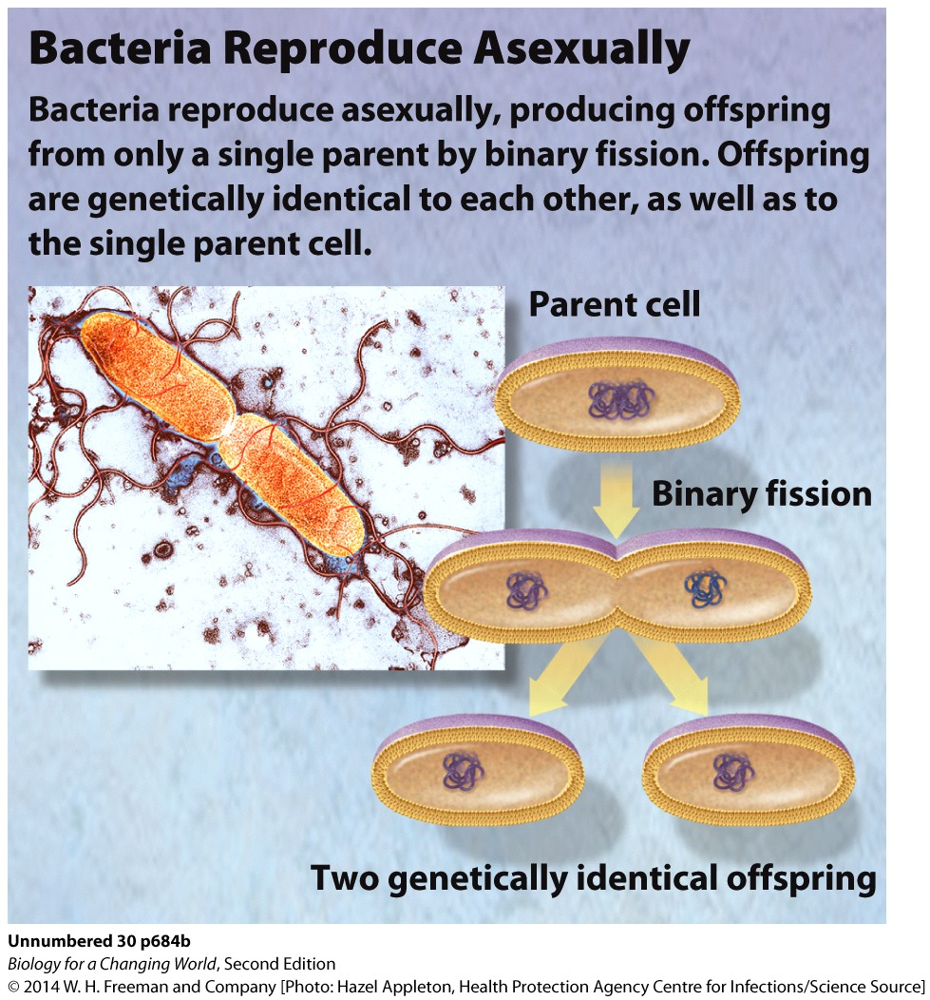 Bacteria Reproduce Asexually
Bacteria reproduce asexually, producing offspring
from only a single parent by binary fission. Offspring
are genetically identical to each other, as well as to
the single parent cell.
Parent cell
Binary fission
Two genetically identical offspring
Unnumbered 30 p684b
Biology for a Changing World, Second Edition
© 2014 W. H. Freeman and Company [Photo: Hazel Appleton, Health Protection Agency Centre for Infections/Science Source]